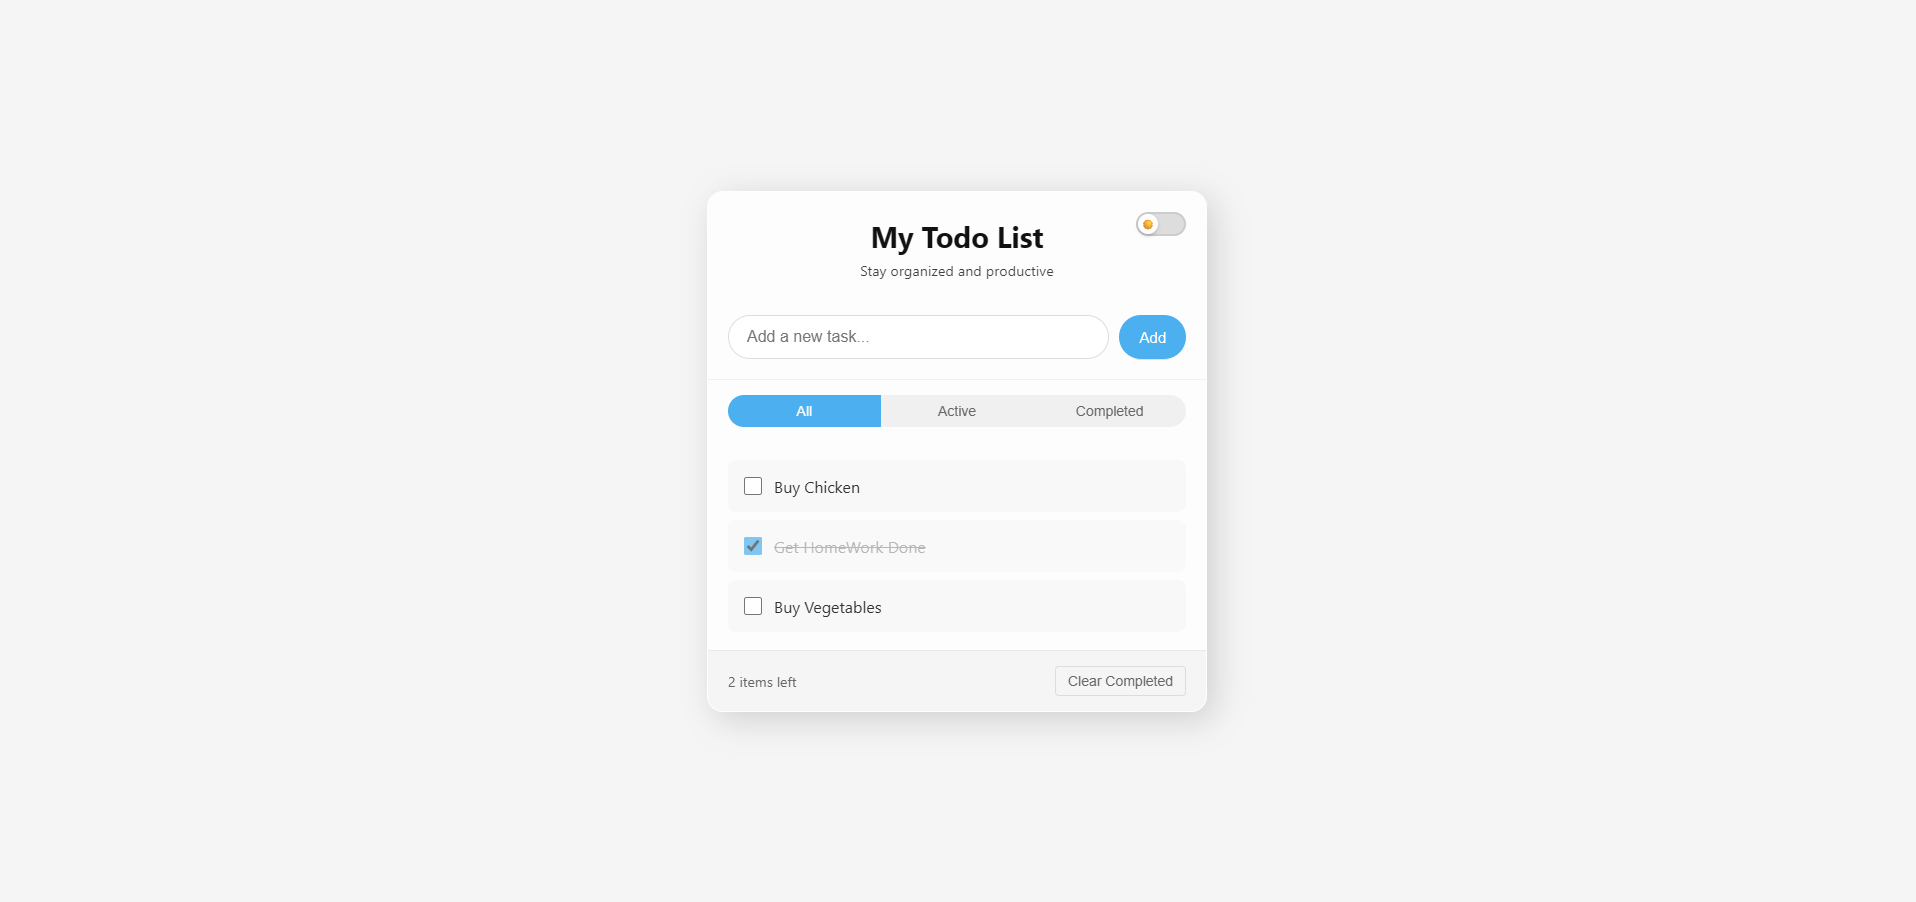 My Todo List
Stay organized and productive
Add a new task...
Add
All
Active
Completed
Buy Chicken
Get HomeWork Done
Buy Vegetables
2 items left
Clear Completed